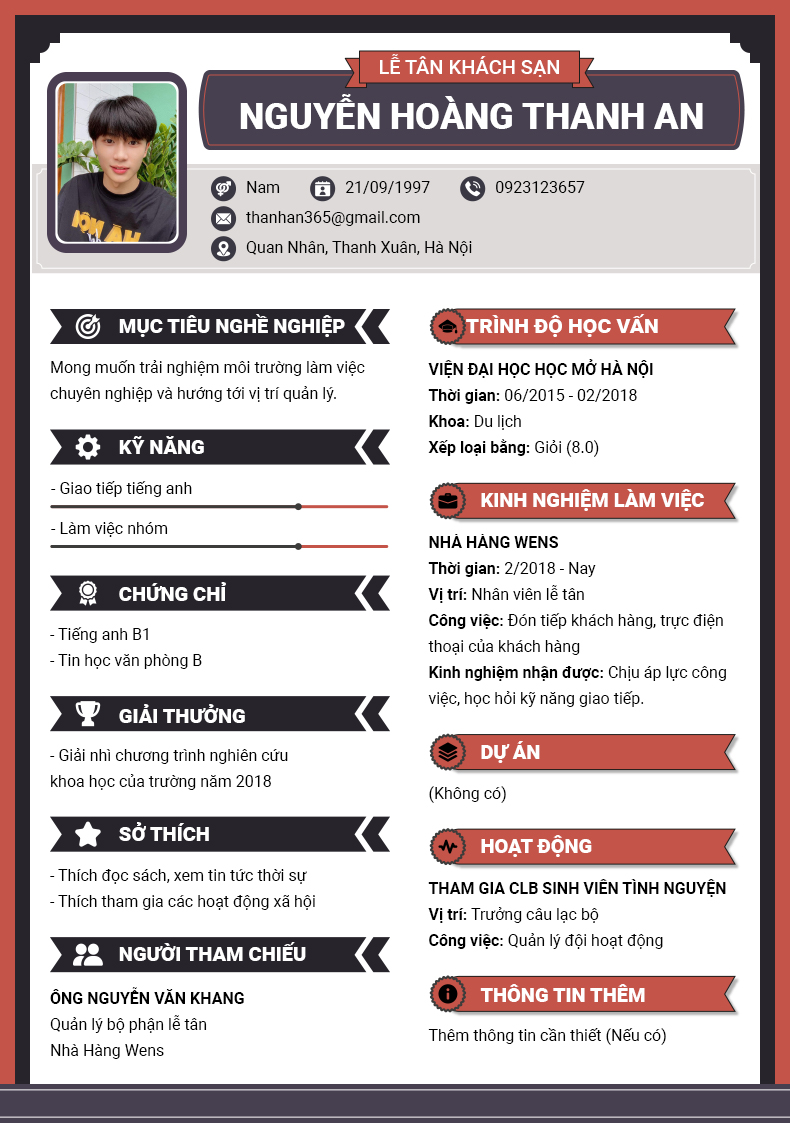 LỄ TÂN KHÁCH SẠN
NGUYỄN HOÀNG THANH AN
Nam
21/09/1997
0923123657
thanhan365@gmail.com
Quan Nhân, Thanh Xuân, Hà Nội
MỤC TIÊU NGHỀ NGHIỆP
Mong muốn trải nghiệm môi trường làm việc
chuyên nghiệp và hướng tới vị trí quản lý.
KỸ NĂNG
- Giao tiếp tiếng anh
- Làm việc nhóm
CHỨNG CHỈ
- Tiếng anh B1
- Tin học văn phòng B
GIẢI THƯỞNG
- Giải nhì chương trình nghiên cứu
khoa học của trường năm 2018
SỞ THÍCH
- Thích đọc sách, xem tin tức thời sự
- Thích tham gia các hoạt động xã hội
NGƯỜI THAM CHIẾU
ÔNG NGUYỄN VĂN KHANG
Quản lý bộ phận lễ tân
Nhà Hàng Wens
TRÌNH ĐỘ HỌC VẤN
VIỆN ĐẠI HỌC HỌC MỞ HÀ NỘI
Thời gian: 06/2015 - 02/2018
Khoa: Du lịch
Xếp loại bằng: Giỏi (8.0)
KINH NGHIỆM LÀM VIỆC
NHÀ HÀNG WENS
Thời gian: 2/2018 - Nay
Vị trí: Nhân viên lễ tân
Công việc: Đón tiếp khách hàng, trực điện
thoại của khách hàng
Kinh nghiệm nhận được: Chịu áp lực công
việc, học hỏi kỹ năng giao tiếp.
DỰ ÁN
(Không có)
HOẠT ĐỘNG
THAM GIA CLB SINH VIÊN TÌNH NGUYỆN
Vị trí: Trưởng câu lạc bộ
Công việc: Quản lý đội hoạt động
THÔNG TIN THÊM
Thêm thông tin cần thiết (Nếu có)